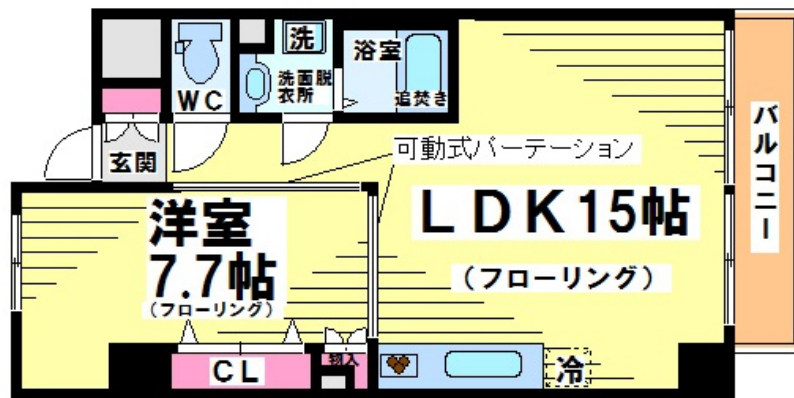 洗
浴室
洗面脱
衣所
WC
追焚き
バルコニー
玄関
可動式パーテーション
洋室
7.7帖
(フローリング)
LDK15帖
(フローリング)
CL
物入
冷